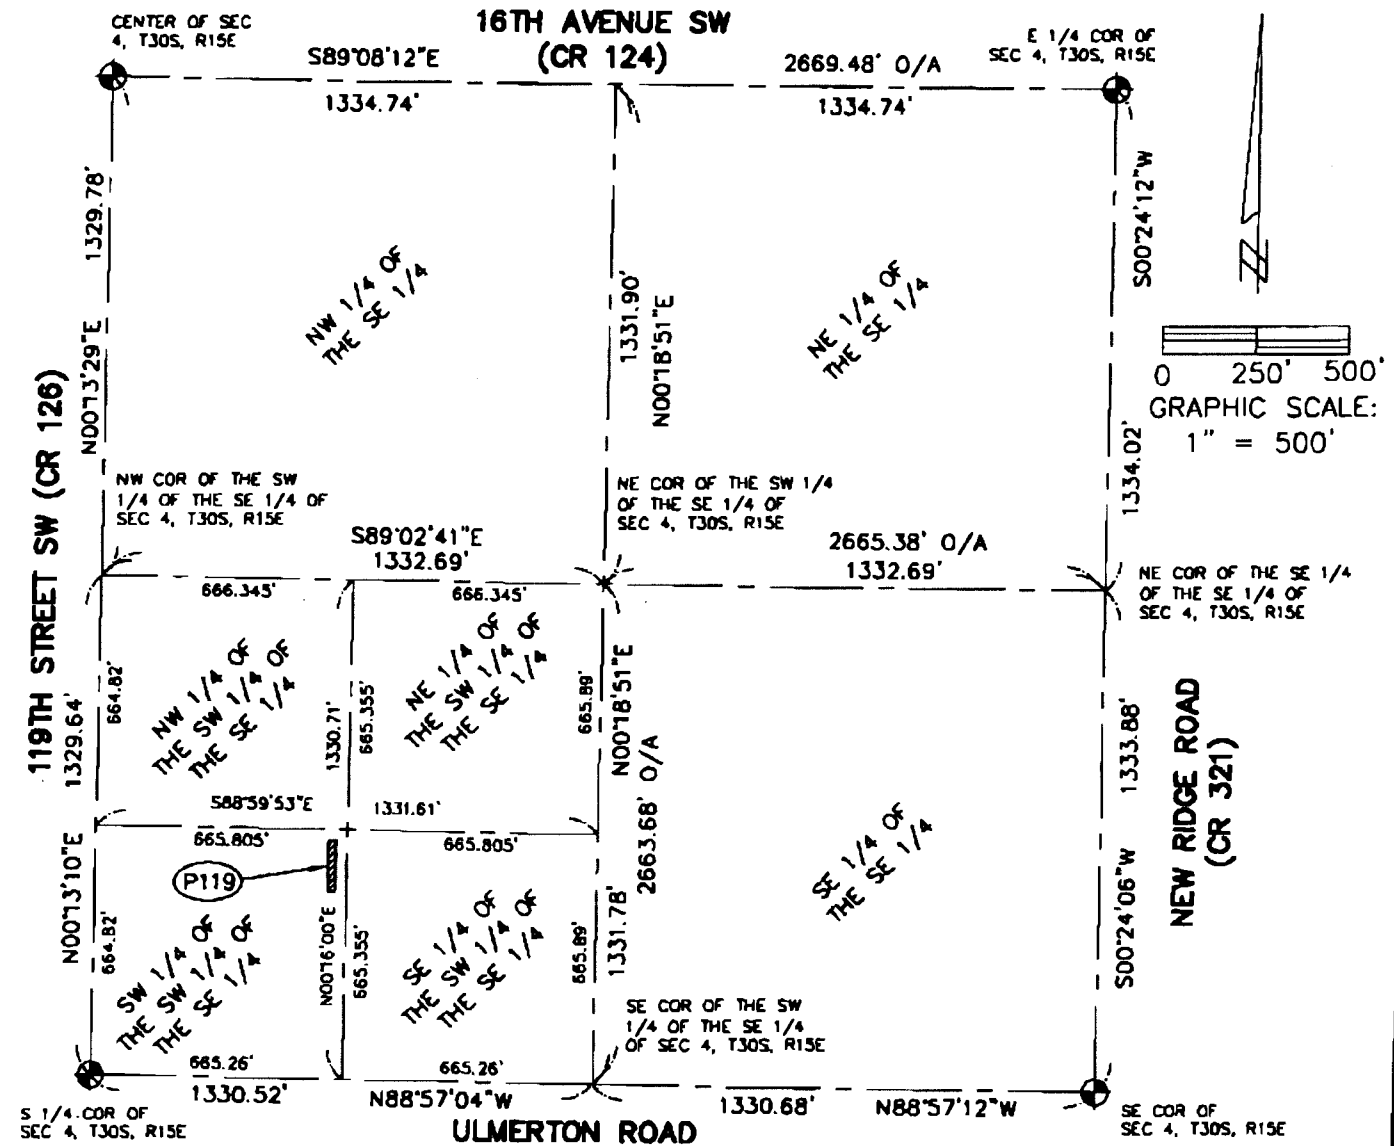 CENTER OF SEC
4, T30S, R15E
16TH AVENUE SW
(CR 124)
E 1/4 COR OF
SEC 4, T30S, R15E
S89°08'12"E
1334.74'
2669.48' O/A
1334.74'
1329.78'
N00°13'29"E
NW 1/4 OF
THE SE 1/4
1331.90'
N00°18'51"E
NE 1/4 OF
THE SE 1/4
S00°24'12"W
1334.02'
N
0 250' 500'
GRAPHIC SCALE:
1" = 500'
119TH STREET SW (CR 126)
NW COR OF THE SW
1/4 OF THE SE 1/4 OF
SEC 4, T30S, R15E
NE COR OF THE SW 1/4
OF THE SE 1/4 OF
SEC 4, T30S, R15E
S89°02'41"E
1332.69'
2665.38' O/A
1332.69'
NE COR OF THE SE 1/4
OF THE SE 1/4 OF
SEC 4, T30S, R15E
666.345'
666.345'
1329.64'
664.82'
NW 1/4 OF
THE SW 1/4 OF
THE SE 1/4
1330.71'
665.355'
NE 1/4 OF
THE SW 1/4 OF
THE SE 1/4
665.89'
N00°18'51"E
2663.68' O/A
1333.88'
NEW RIDGE ROAD
(CR 321)
S88°59'53"E
1331.61'
665.805'
665.805'
P119
N00°13'10"E
664.82'
SW 1/4 OF
THE SW 1/4 OF
THE SE 1/4
N00°16'00"E
665.355'
SE 1/4 OF
THE SW 1/4 OF
THE SE 1/4
665.89'
1331.78'
SE 1/4 OF
THE SE 1/4
S00°24'06"W
SE COR OF THE SW
1/4 OF THE SE 1/4
OF SEC 4, T30S, R15E
665.26'
665.26'
1330.52'
N88°57'04"W
1330.68'
N88°57'12"W
S 1/4 COR OF
SEC 4, T30S, R15E
ULMERTON ROAD
SE COR OF
SEC 4, T30S, R15E